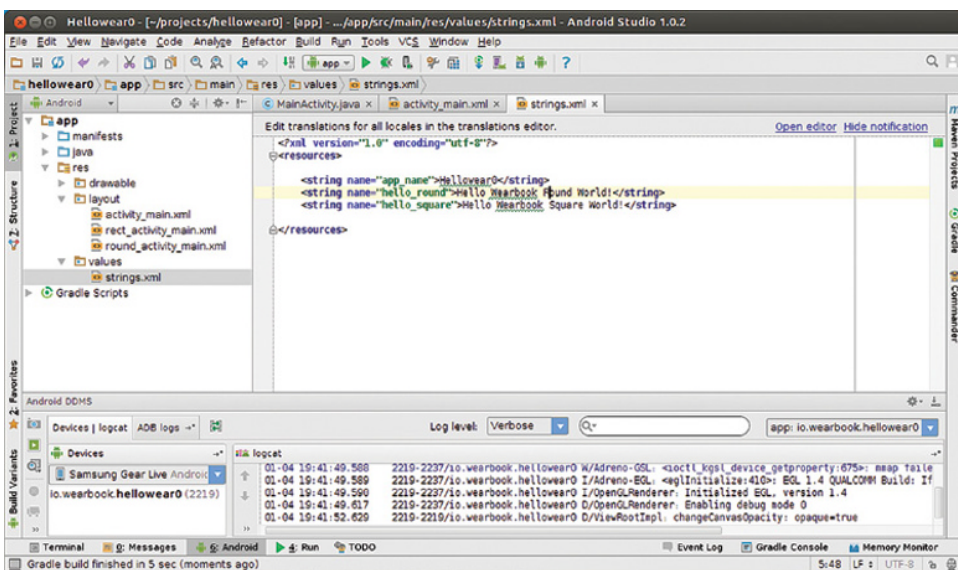 Hellowear0 - [~/projects/hellowear0] - [app] - .../app/src/main/res/values/strings.xml - Android Studio 1.0.2
File Edit View Navigate Code Analyze Refactor Build Run Tools VCS Window Help
app
hellowear0 app src main res values strings.xml
Android
MainActivity.java × activity_main.xml × strings.xml ×
1: Project
Z: Structure
2: Favorites
Build Variants
app
manifests
java
res
drawable
layout
activity_main.xml
rect_activity_main.xml
round_activity_main.xml
values
strings.xml
Gradle Scripts
Edit translations for all locales in the translations editor.
Open editor Hide notification
<?xml version="1.0" encoding="utf-8"?>
<resources>
<string name="app_name">Hellowear0</string>
<string name="hello_round">Hello Wearbook Round World!</string>
<string name="hello_square">Hello Wearbook Square World!</string>
</resources>
m
Maven Projects
Gradle
Commander
Android DDMS
Devices | logcat ADB logs
Log level: Verbose
app: io.wearbook.hellowear0
Devices
logcat
Samsung Gear Live Android
io.wearbook.hellowear0 (2219)
01-04 19:41:49.588 2219-2237/io.wearbook.hellowear0 W/Adreno-GSL: <ioctl_kgsl_device_getproperty:675>: mmap faile
01-04 19:41:49.589 2219-2237/io.wearbook.hellowear0 I/Adreno-EGL: <eglInitialize:410>: EGL 1.4 QUALCOMM Build: If
01-04 19:41:49.590 2219-2237/io.wearbook.hellowear0 I/OpenGLRenderer: Initialized EGL, version 1.4
01-04 19:41:49.617 2219-2237/io.wearbook.hellowear0 D/OpenGLRenderer: Enabling debug mode 0
01-04 19:41:52.629 2219-2219/io.wearbook.hellowear0 D/ViewRootImpl: changeCanvasOpacity: opaque=true
Terminal 0: Messages 6: Android 4: Run TODO
Event Log Gradle Console Memory Monitor
Gradle build finished in 5 sec (moments ago)
5:48 LF UTF-8